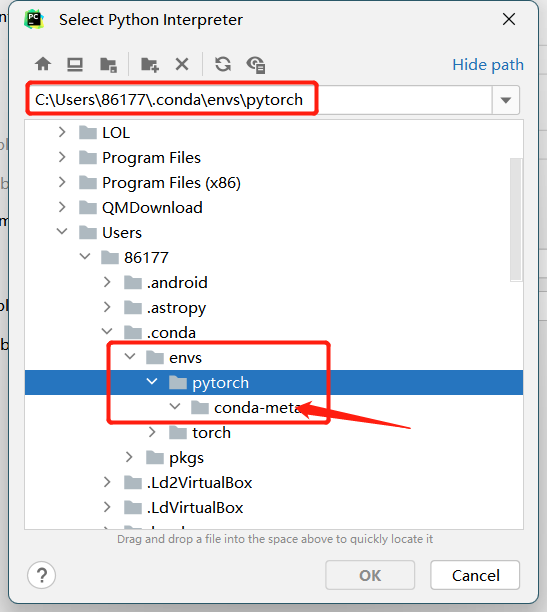 PC
Select Python Interpreter
Hide path
C:\Users\86177\.conda\envs\pytorch
LOL
Program Files
Program Files (x86)
QMDownload
Users
86177
.android
.astropy
.conda
envs
pytorch
conda-meta
torch
pkgs
.Ld2VirtualBox
.LdVirtualBox
Drag and drop a file into the space above to quickly locate it
?
OK
Cancel